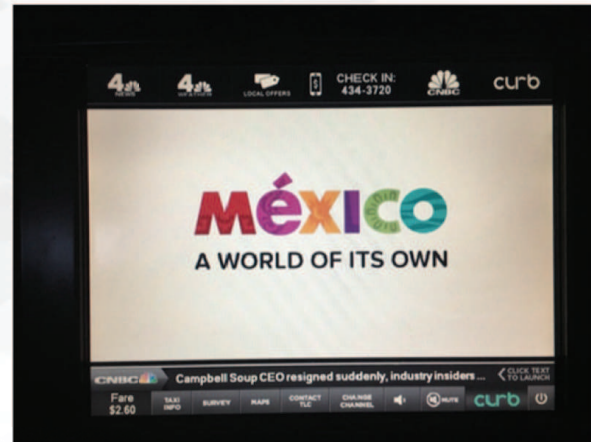 4
4
LOCAL OFFERS
$
CHECK IN:
434-3720
CNBC
curb
MéXICO
A WORLD OF ITS OWN
CNBC
Campbell Soup CEO resigned suddenly, industry insiders ...
CLICK TEXT
TO LAUNCH
Fare
$2.60
TAXI
INFO
SURVEY
MAPS
CONTACT
TLC
CHANGE
CHANNEL
MUTE
curb